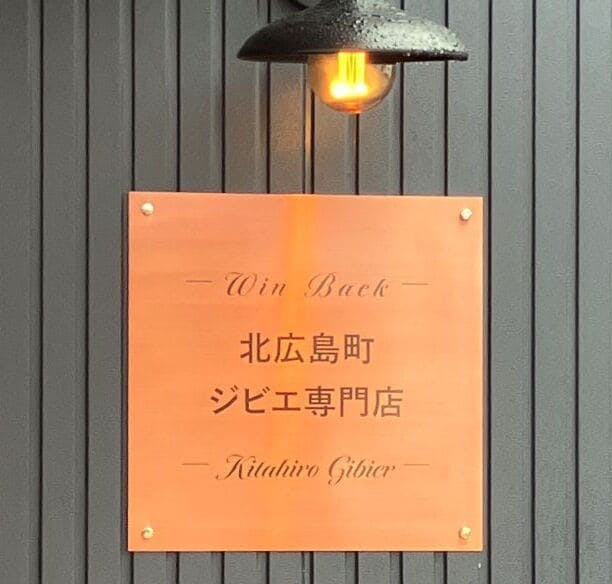 — Win Back —
北広島町
ジビエ専門店
— Kitahiro Gibier —